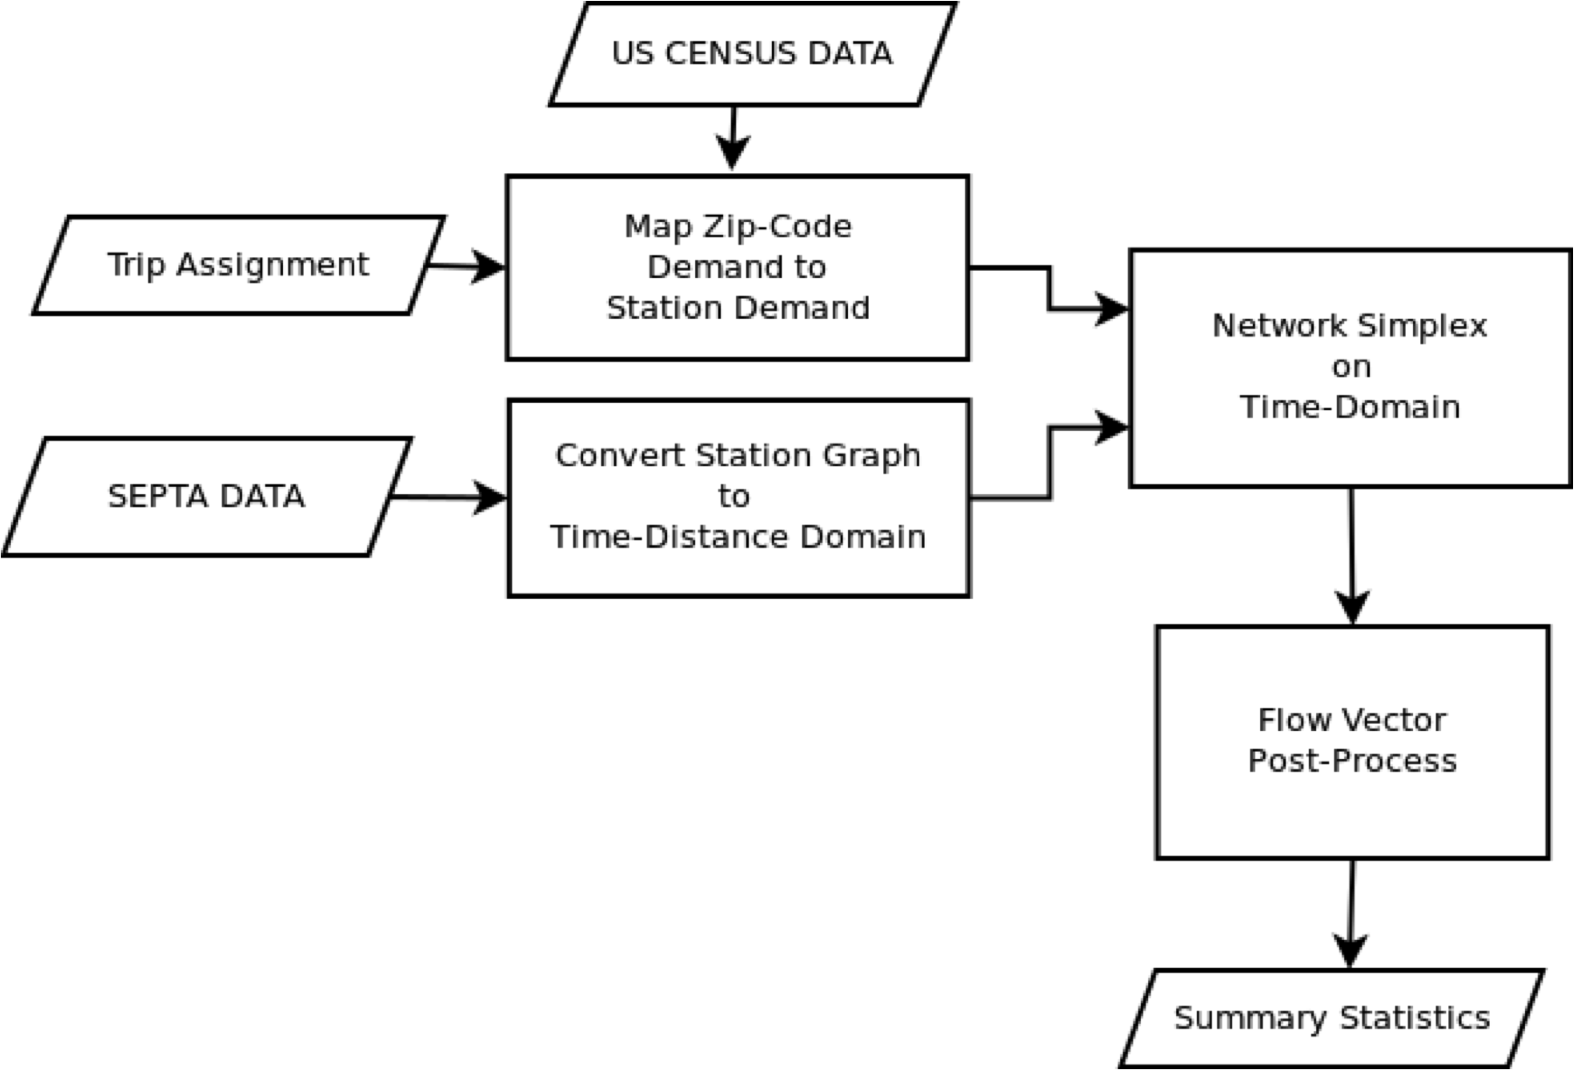 US CENSUS DATA
Trip Assignment
Map Zip-Code
Demand to
Station Demand
SEPTA DATA
Convert Station Graph
to
Time-Distance Domain
Network Simplex
on
Time-Domain
Flow Vector
Post-Process
Summary Statistics